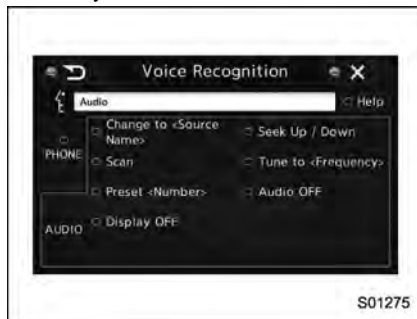 Voice Recognition
Audio
Help
PHONE
Change to <Source
Name>
Seek Up / Down
Scan
Tune to <Frequency>
Preset <Number>
Audio OFF
AUDIO
Display OFF
S01275